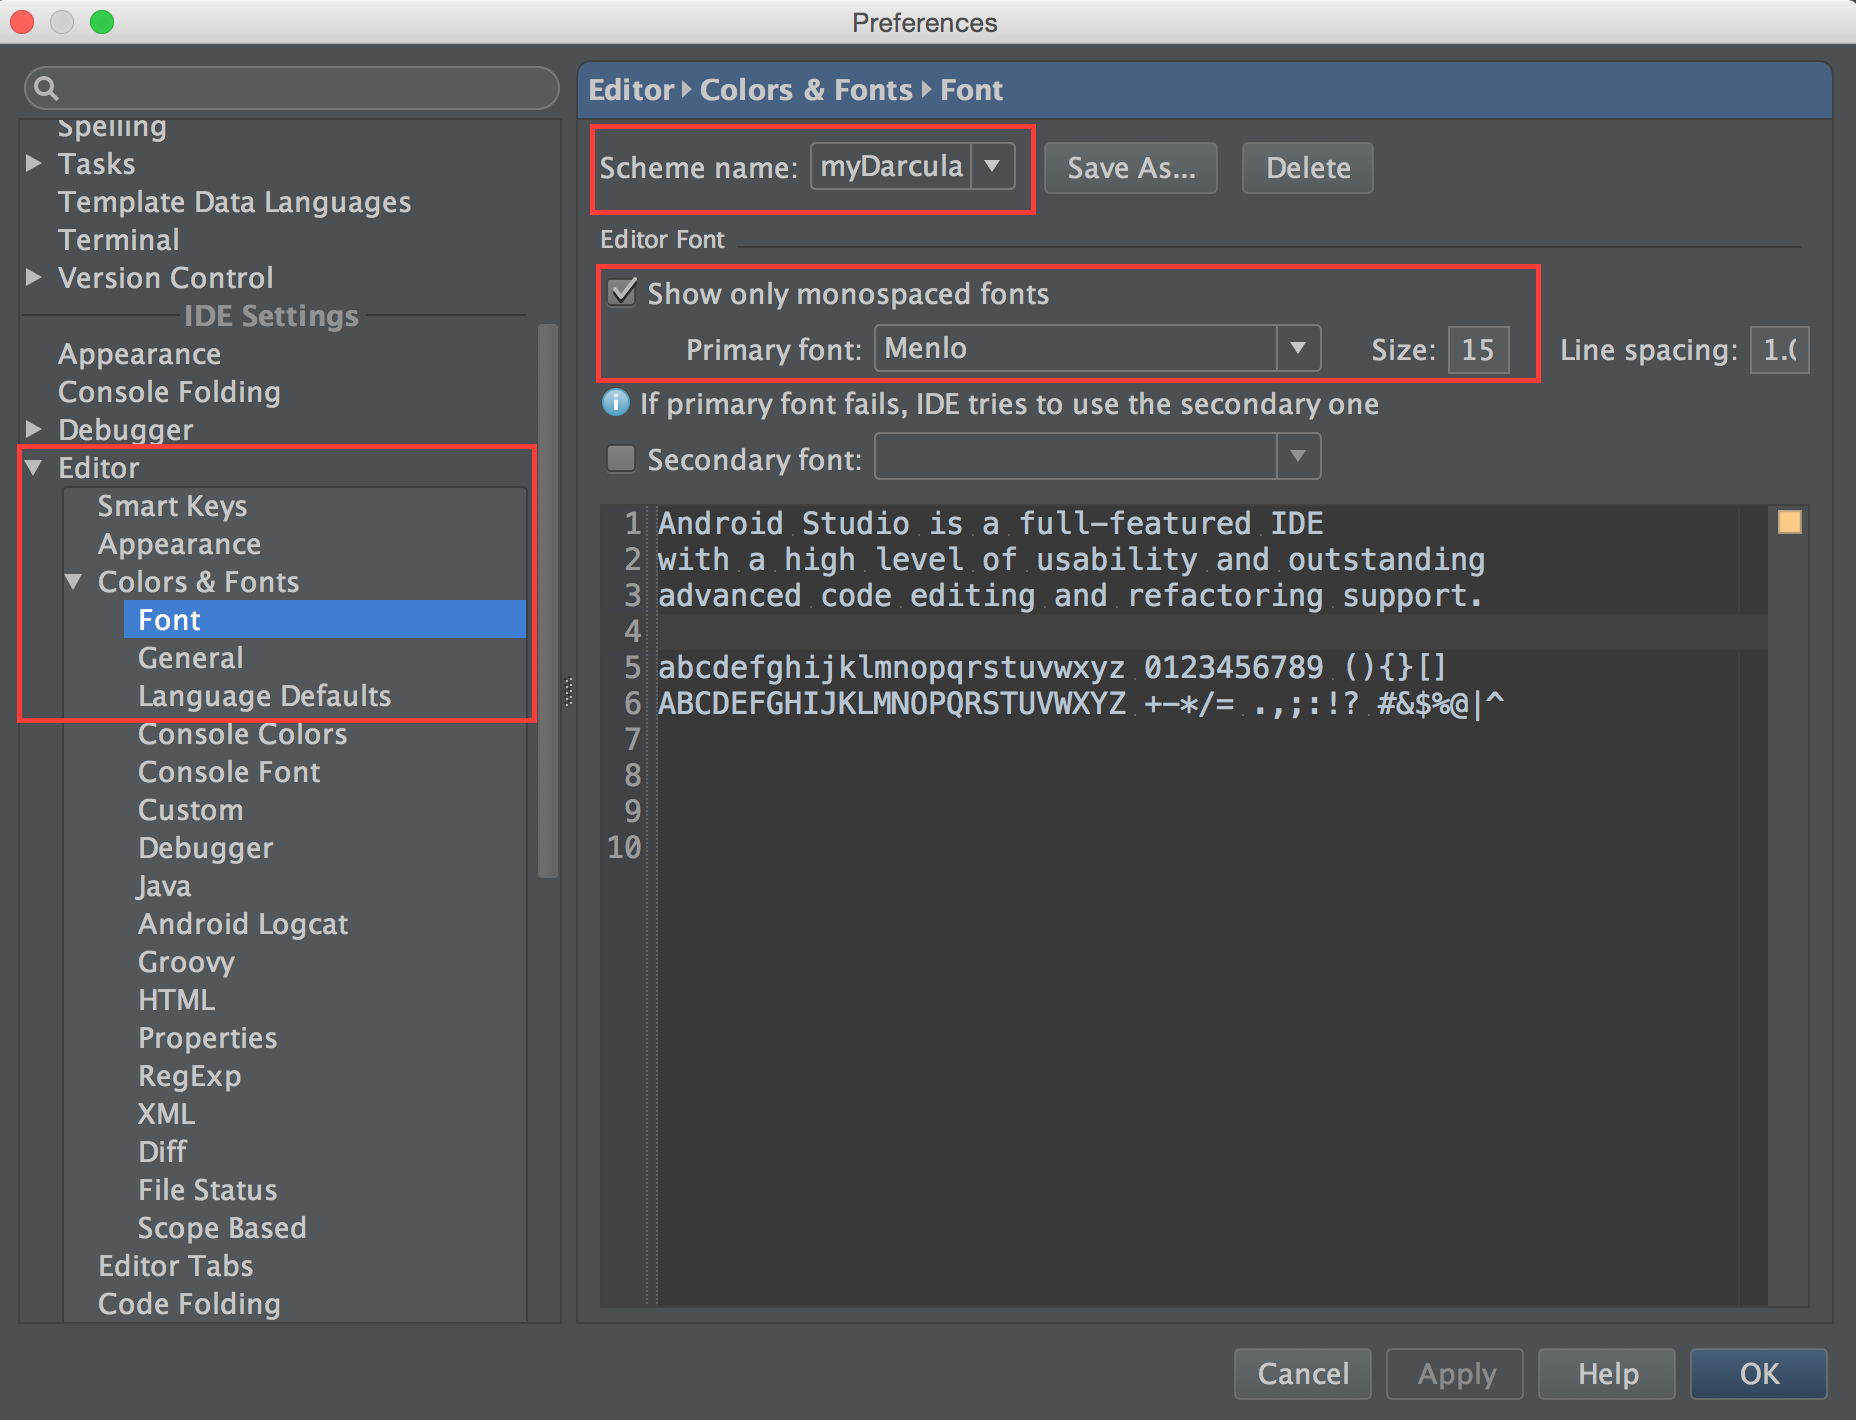 Preferences
Spelling
Tasks
Template Data Languages
Terminal
Version Control
IDE Settings
Appearance
Console Folding
Debugger
Editor
Smart Keys
Appearance
Colors & Fonts
Font
General
Language Defaults
Console Colors
Console Font
Custom
Debugger
Java
Android Logcat
Groovy
HTML
Properties
RegExp
XML
Diff
File Status
Scope Based
Editor Tabs
Code Folding
Editor ▸ Colors & Fonts ▸ Font
Scheme name: myDarcula Save As... Delete
Editor Font
Show only monospaced fonts
Primary font: Menlo Size: 15 Line spacing: 1.0
If primary font fails, IDE tries to use the secondary one
Secondary font:
1 Android Studio is a full-featured IDE
2 with a high level of usability and outstanding
3 advanced code editing and refactoring support.
4
5 abcdefghijklmnopqrstuvwxyz 0123456789 (){}[]
6 ABCDEFGHIJKLMNOPQRSTUVWXYZ +-*/= .,;:!? #&$%@|^
7
8
9
10
Cancel Apply Help OK